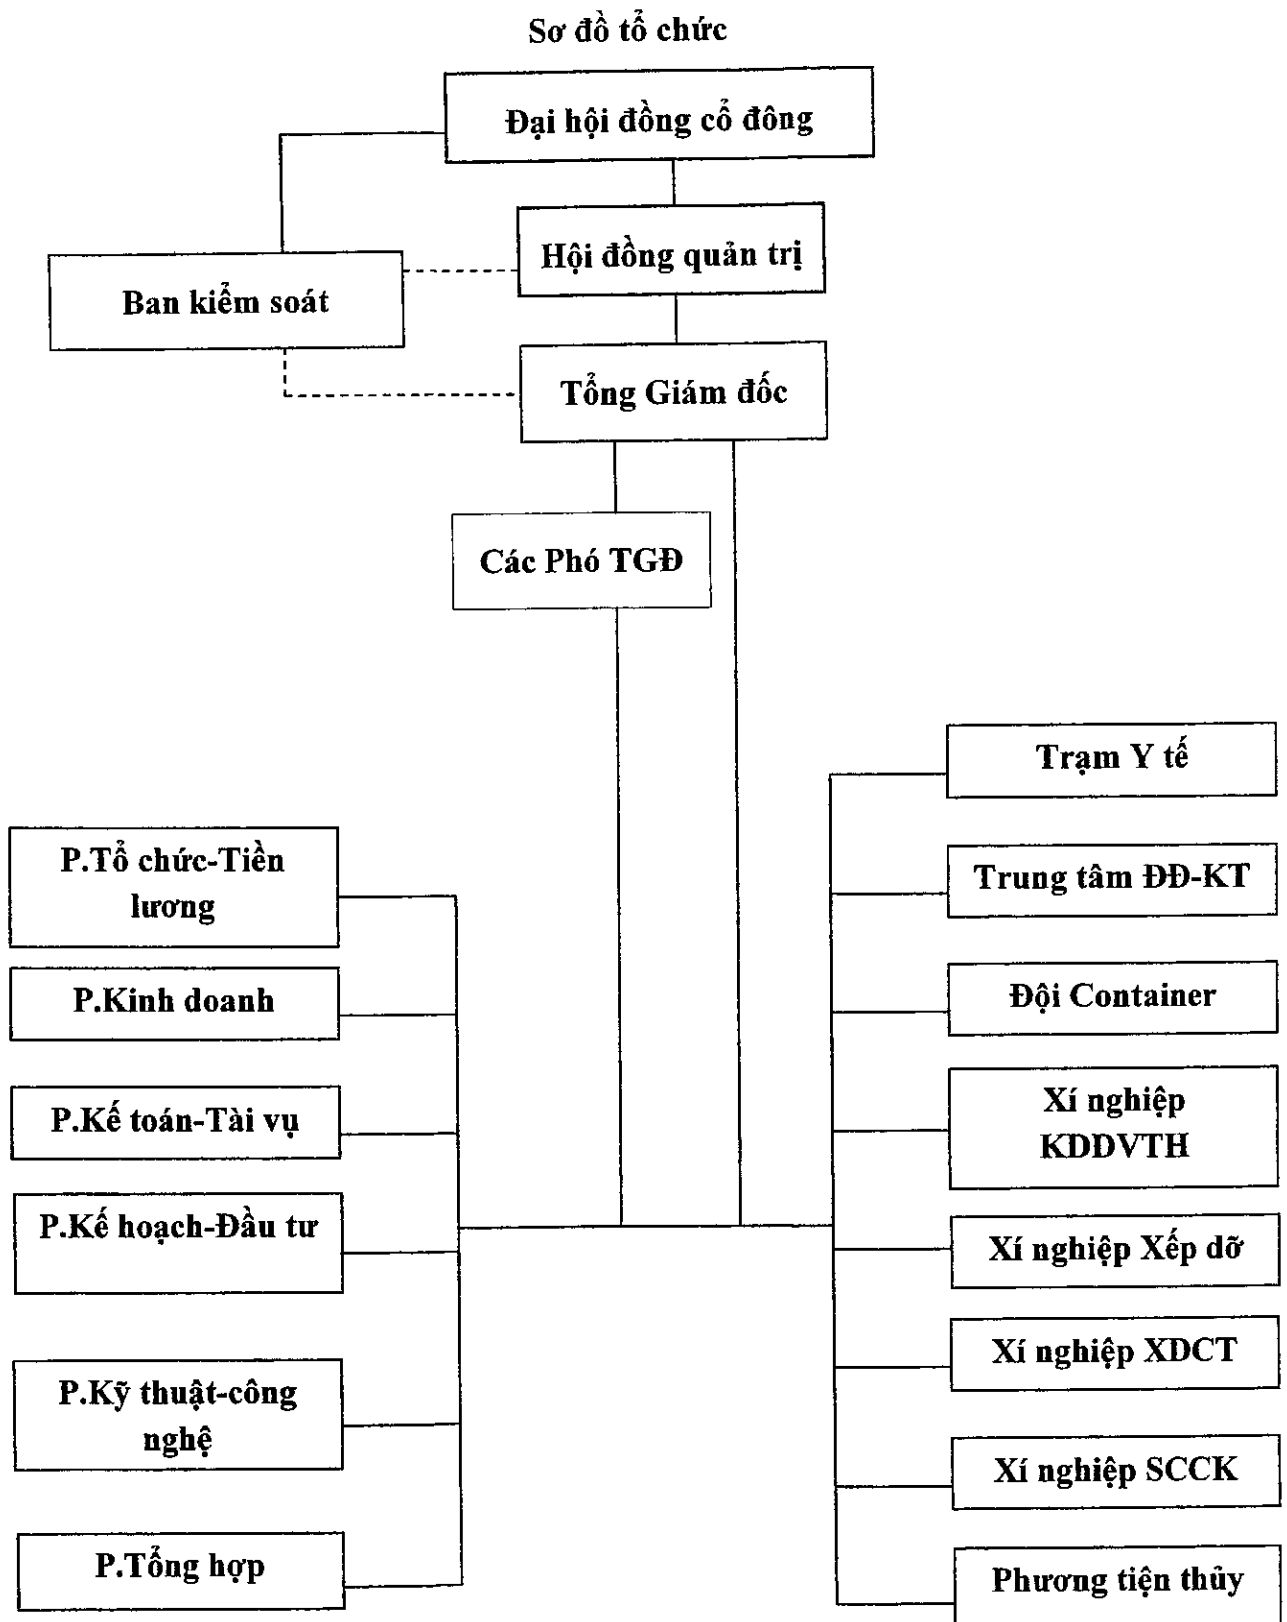 Sơ đồ tổ chức
Đại hội đồng cổ đông
Hội đồng quản trị
Ban kiểm soát
Tổng Giám đốc
Các Phó TGĐ
P.Tổ chức-Tiền
lương
P.Kinh doanh
P.Kế toán-Tài vụ
P.Kế hoạch-Đầu tư
P.Kỹ thuật-công
nghệ
P.Tổng hợp
Trạm Y tế
Trung tâm ĐĐ-KT
Đội Container
Xí nghiệp
KDDVTH
Xí nghiệp Xếp dỡ
Xí nghiệp XDCT
Xí nghiệp SCCK
Phương tiện thủy